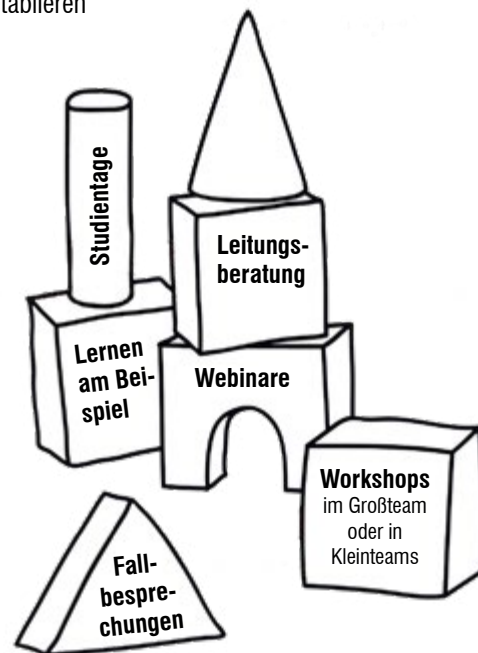 tablieren
Studientage
Leitungs-
beratung
Lernen
am Bei-
spiel
Webinare
Workshops
im Großteam
oder in
Kleinteams
Fall-
bespre-
chungen